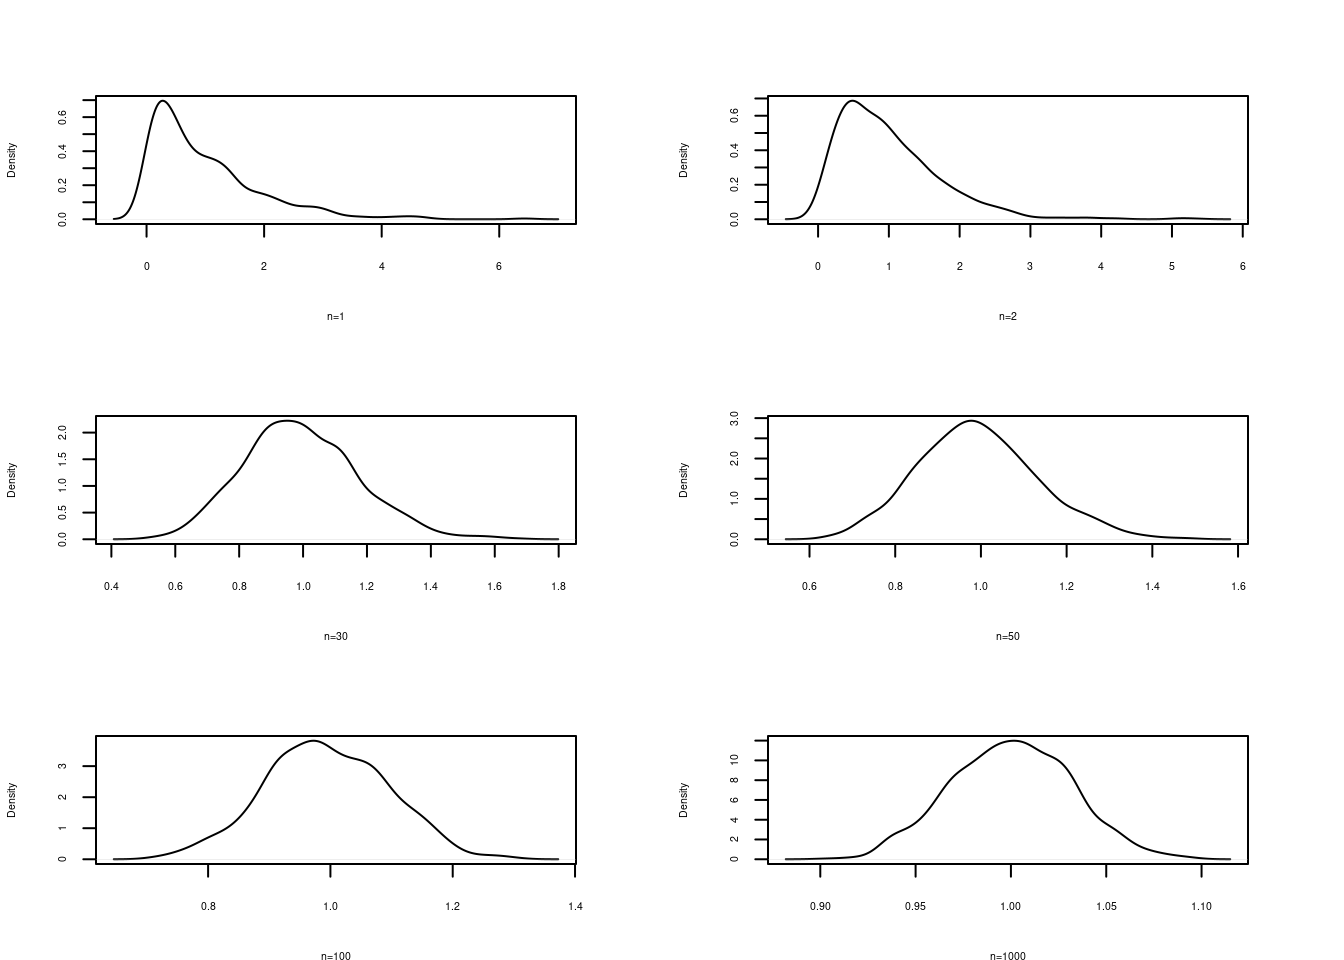 Density
0.0 0.2 0.4 0.6
0 2 4 6
n=1
Density
0.0 0.2 0.4 0.6
0 1 2 3 4 5 6
n=2
Density
0.0 0.5 1.0 1.5 2.0
0.4 0.6 0.8 1.0 1.2 1.4 1.6 1.8
n=30
Density
0.0 1.0 2.0 3.0
0.6 0.8 1.0 1.2 1.4 1.6
n=50
Density
0 1 2 3
0.8 1.0 1.2 1.4
n=100
Density
0 2 4 6 8 10
0.90 0.95 1.00 1.05 1.10
n=1000